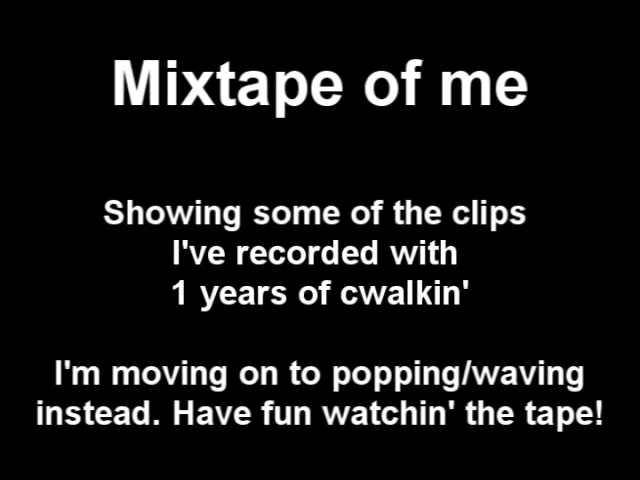 Mixtape of me
Showing some of the clips
I've recorded with
1 years of cwalkin'
I'm moving on to popping/waving
instead. Have fun watchin' the tape!